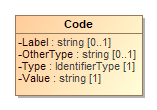 Code
-Label : string [0..1]
-OtherType : string [0..1]
-Type : IdentifierType [1]
-Value : string [1]